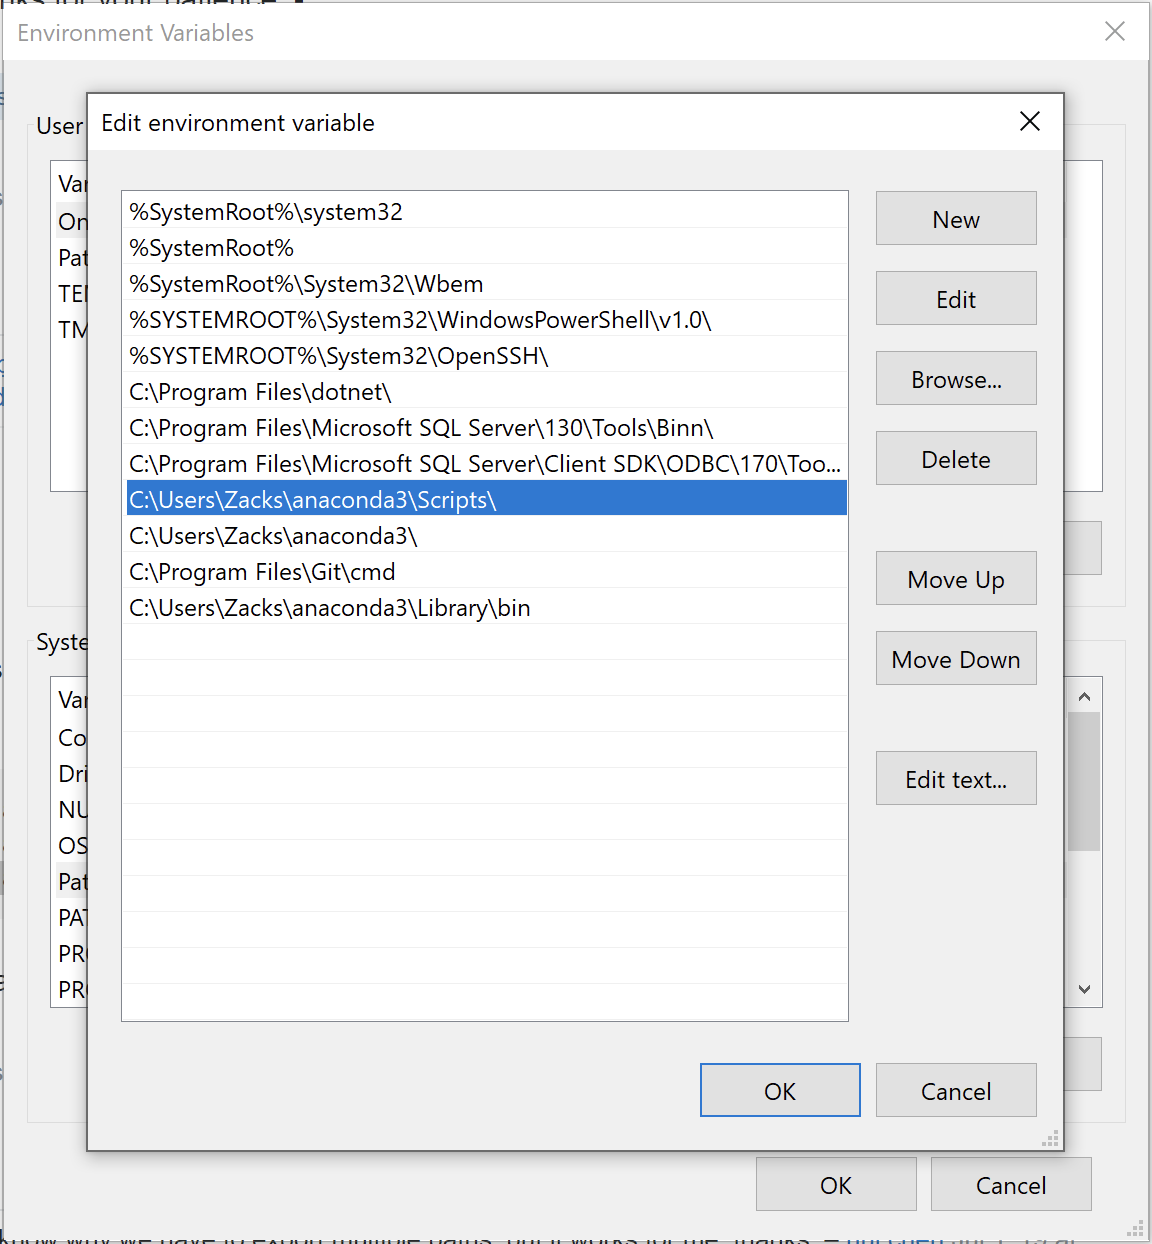 Environment Variables
User
Edit environment variable
Var
On
Pat
TEM
TM
%SystemRoot%\system32
%SystemRoot%
%SystemRoot%\System32\Wbem
%SYSTEMROOT%\System32\WindowsPowerShell\v1.0\
%SYSTEMROOT%\System32\OpenSSH\
C:\Program Files\dotnet\
C:\Program Files\Microsoft SQL Server\130\Tools\Binn\
C:\Program Files\Microsoft SQL Server\Client SDK\ODBC\170\Too...
C:\Users\Zacks\anaconda3\Scripts\
C:\Users\Zacks\anaconda3\
C:\Program Files\Git\cmd
C:\Users\Zacks\anaconda3\Library\bin
New
Edit
Browse...
Delete
Move Up
Move Down
Edit text...
Syste
Var
Co
Dri
NU
OS
Pat
PAT
PR
PR
OK
Cancel
OK
Cancel